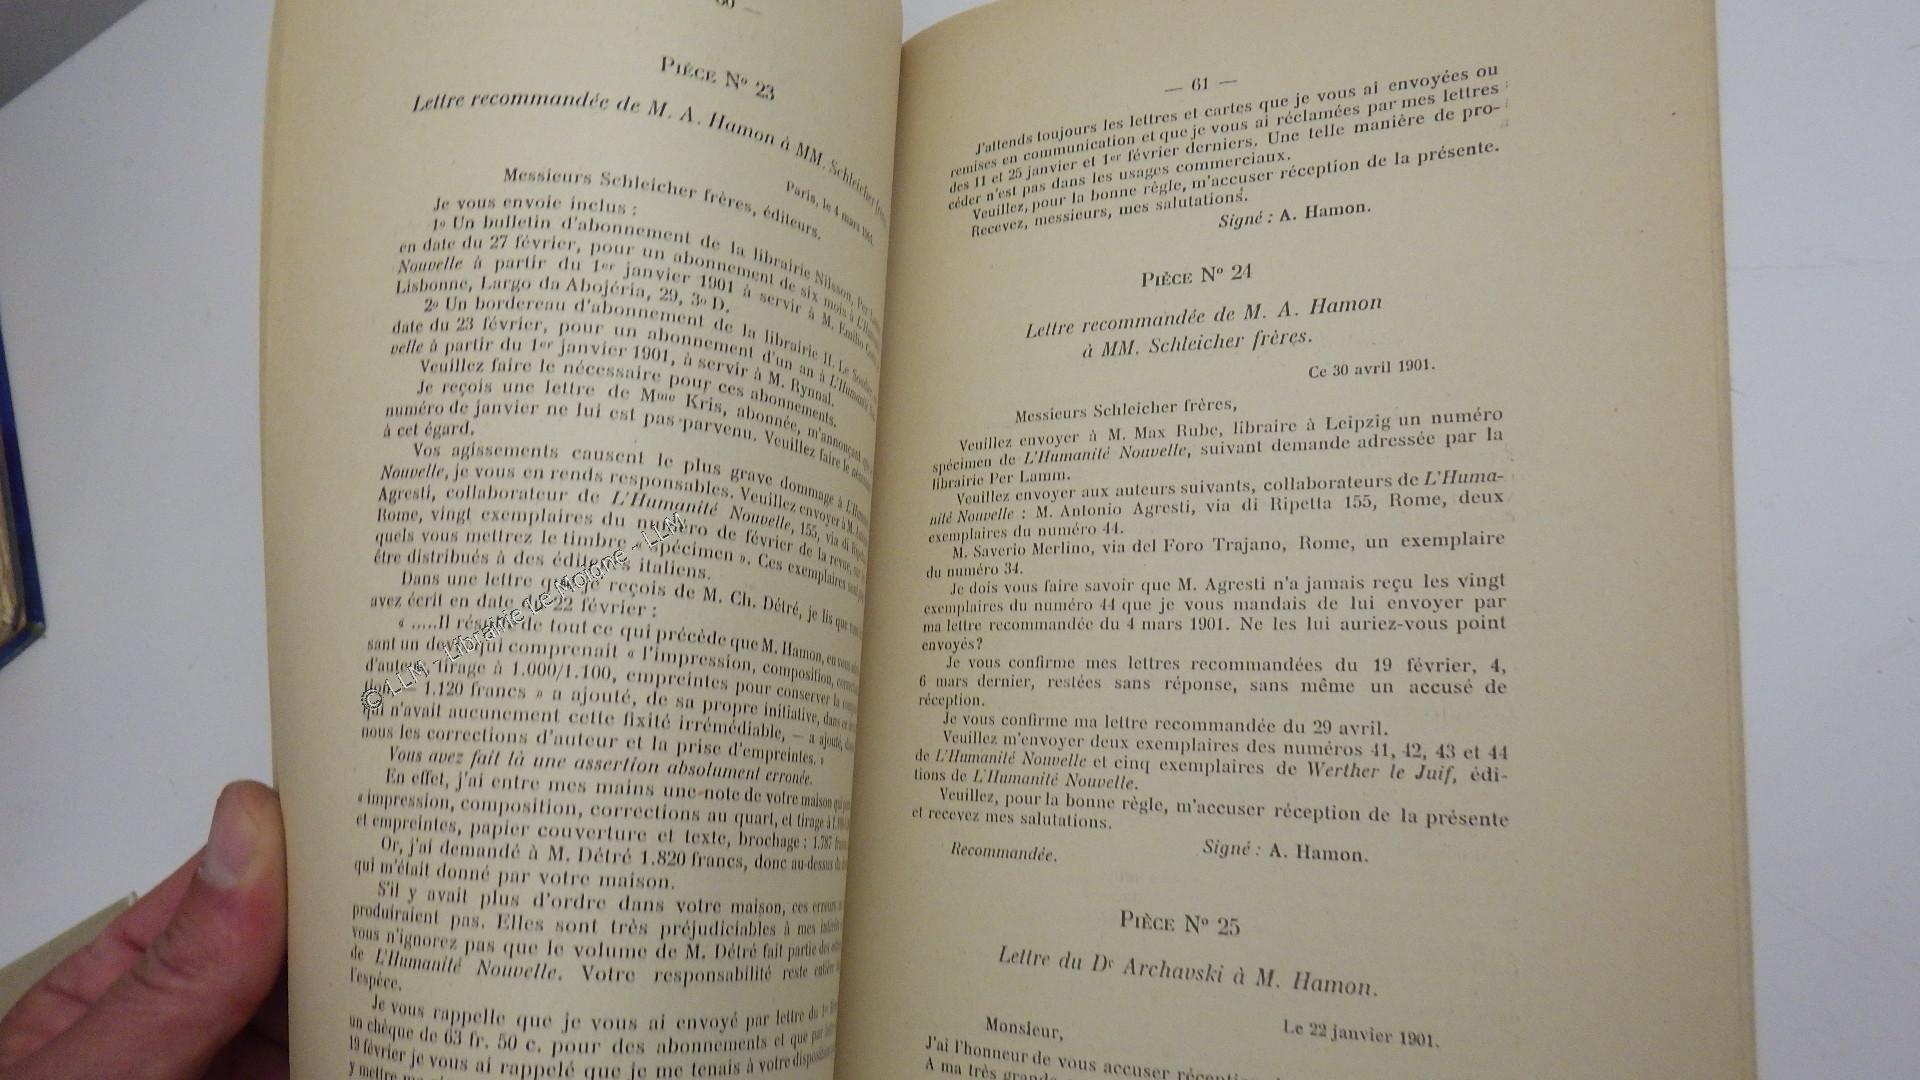 Pièce No 23
Lettre recommandée de M. A. Hamon à MM. Schleicher
Paris, le 4 mars 1901.
Messieurs Schleicher frères, éditeurs.
Je vous envoie inclus :
1o Un bulletin d'abonnement de la librairie Nilsson, Per
en date du 27 février, pour un abonnement de six mois à
Nouvelle à partir du 1er janvier 1901 à servir à M. Emilio
Lisbonne, Largo da Abojéria, 29, 3o D.
2o Un bordereau d'abonnement de la librairie H. Le
date du 23 février, pour un abonnement d'un an à
velle à partir du 1er janvier 1901, à servir à M. Rynnal.
Veuillez faire le nécessaire pour ces abonnements.
Je reçois une lettre de Mme Kris, abonnée, m'annonçant
numéro de janvier ne lui est pas parvenu. Veuillez faire le
à cet égard.
Vos agissements causent le plus grave dommage à
Nouvelle, je vous en rends responsables. Veuillez envoyer à M.
Agresti, collaborateur de L'Humanité Nouvelle, 155, via di
Rome, vingt exemplaires du numéro de février de la revue,
quels vous mettrez le timbre « spécimen ». Ces exemplaires
être distribués à des éditeurs italiens.
Dans une lettre que je reçois de M. Ch. Détré, je lis que
avez écrit en date du 22 février :
« .....Il résulte de tout ce qui précède que M. Hamon,
sant un devis qui comprenait « l'impression, composition,
d'auteur, tirage à 1.000/1.100, empreintes pour conserver la
1.120 francs » a ajouté, de sa propre initiative, dans
qui n'avait aucunement cette fixité irrémédiable, — a ajouté,
nous les corrections d'auteur et la prise d'empreintes. »
Vous avez fait là une assertion absolument erronée.
En effet, j'ai entre mes mains une note de votre maison qui
« impression, composition, corrections au quart, et tirage à
et empreintes, papier couverture et texte, brochage : 1.787
Or, j'ai demandé à M. Détré 1.820 francs, donc au-dessus
qui m'était donné par votre maison.
S'il y avait plus d'ordre dans votre maison, ces erreurs
produiraient pas. Elles sont très préjudiciables à mes
vous n'ignorez pas que le volume de M. Détré fait partie des
de L'Humanité Nouvelle. Votre responsabilité reste
l'espèce.
Je vous rappelle que je vous ai envoyé par lettre du
un chèque de 63 fr. 50 c. pour des abonnements et que par
19 février je vous ai rappelé que je me tenais à votre
y mettre
© LLM - Librairie Le Moigne - LLM
— 61 —
J'attends toujours les lettres et cartes que je vous ai envoyées ou
remises en communication et que je vous ai réclamées par mes lettres
des 11 et 25 janvier et 1er février derniers. Une telle manière de pro-
céder n'est pas dans les usages commerciaux.
Veuillez, pour la bonne règle, m'accuser réception de la présente.
Recevez, messieurs, mes salutations.
Signé : A. Hamon.
Pièce No 24
Lettre recommandée de M. A. Hamon
à MM. Schleicher frères.
Ce 30 avril 1901.
Messieurs Schleicher frères,
Veuillez envoyer à M. Max Rube, libraire à Leipzig un numéro
spécimen de L'Humanité Nouvelle, suivant demande adressée par la
librairie Per Lamm.
Veuillez envoyer aux auteurs suivants, collaborateurs de L'Huma-
nité Nouvelle : M. Antonio Agresti, via di Ripetta 155, Rome, deux
exemplaires du numéro 44.
M. Saverio Merlino, via del Foro Trajano, Rome, un exemplaire
du numéro 34.
Je dois vous faire savoir que M. Agresti n'a jamais reçu les vingt
exemplaires du numéro 44 que je vous mandais de lui envoyer par
ma lettre recommandée du 4 mars 1901. Ne les lui auriez-vous point
envoyés?
Je vous confirme mes lettres recommandées du 19 février, 4,
6 mars dernier, restées sans réponse, sans même un accusé de
réception.
Je vous confirme ma lettre recommandée du 29 avril.
Veuillez m'envoyer deux exemplaires des numéros 41, 42, 43 et 44
de L'Humanité Nouvelle et cinq exemplaires de Werther le Juif, édi-
tions de L'Humanité Nouvelle.
Veuillez, pour la bonne règle, m'accuser réception de la présente
et recevez mes salutations.
Recommandée. Signé : A. Hamon.
Pièce No 25
Lettre du Dr Archavski à M. Hamon.
Le 22 janvier 1901.
Monsieur,
J'ai l'honneur de vous accuser
A ma très